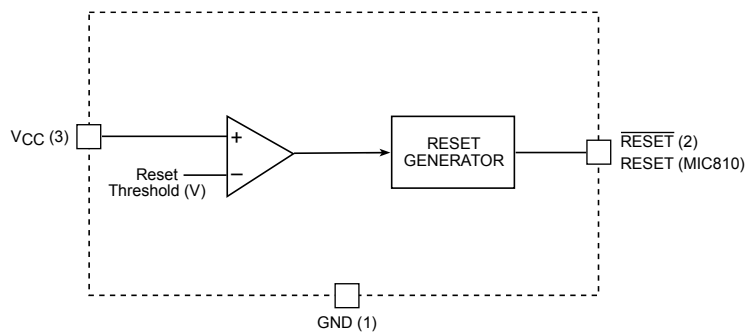 VCC (3)
+
Reset
Threshold (V)
−
RESET
GENERATOR
RESET (2)
RESET (MIC810)
GND (1)